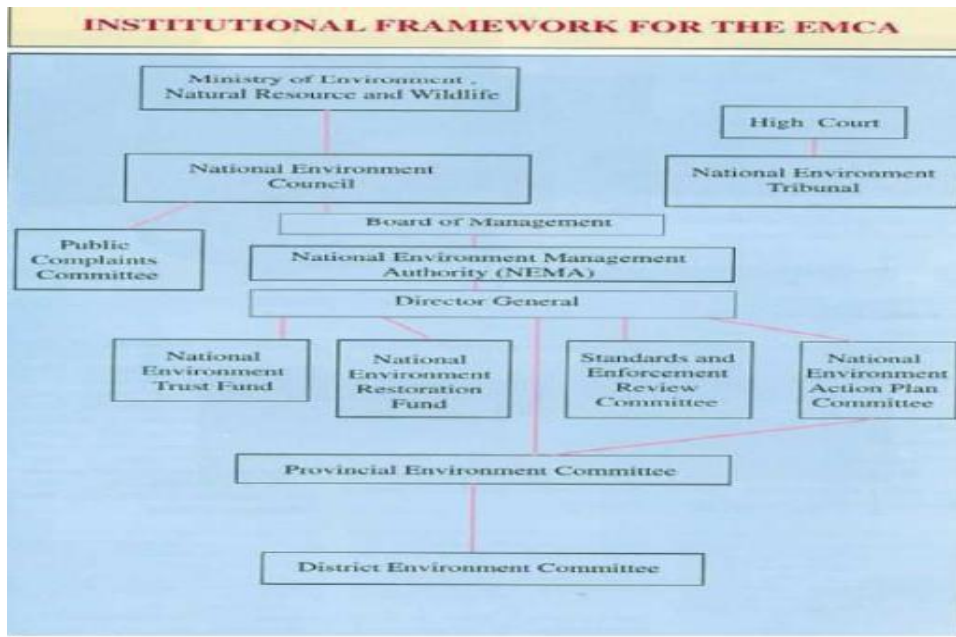 INSTITUTIONAL FRAMEWORK FOR THE EMCA
Ministry of Environment,
Natural Resource and Wildlife
High Court
National Environment
Council
National Environment
Tribunal
Board of Management
Public
Complaints
Committee
National Environment Management
Authority (NEMA)
Director General
National
Environment
Trust Fund
National
Environment
Restoration
Fund
Standards and
Enforcement
Review
Committee
National
Environment
Action Plan
Committee
Provincial Environment Committee
District Environment Committee